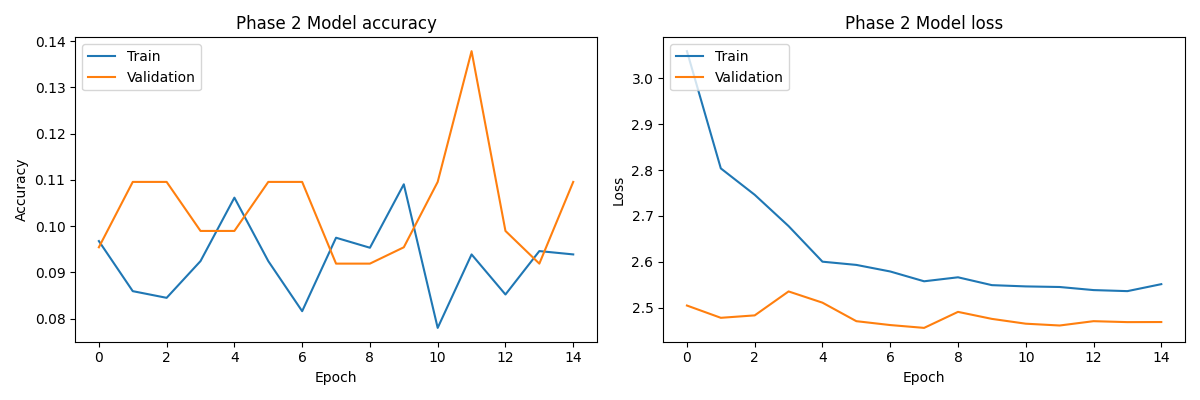 Phase 2 Model accuracy
Train
Validation
0.14
0.13
0.12
0.11
0.10
0.09
0.08
Accuracy
0 2 4 6 8 10 12 14
Epoch
Phase 2 Model loss
Train
Validation
3.0
2.9
2.8
2.7
2.6
2.5
Loss
0 2 4 6 8 10 12 14
Epoch